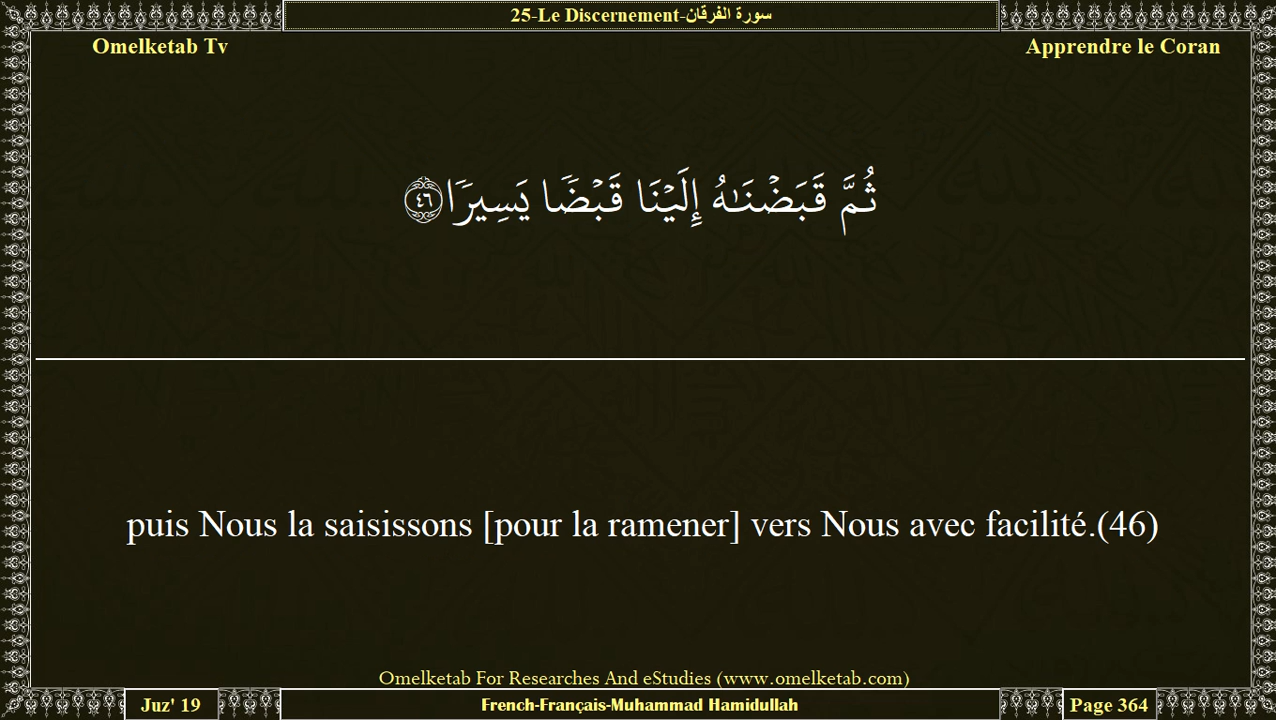 25-Le Discernement-سورة الفرقان
Omelketab Tv
Apprendre le Coran
ثُمَّ قَبَضْنَٰهُ إِلَيْنَا قَبْضًا يَسِيرًا ٤٦
puis Nous la saisissons [pour la ramener] vers Nous avec facilité.(46)
Omelketab For Researches And eStudies (www.omelketab.com)
Juz' 19
French-Français-Muhammad Hamidullah
Page 364